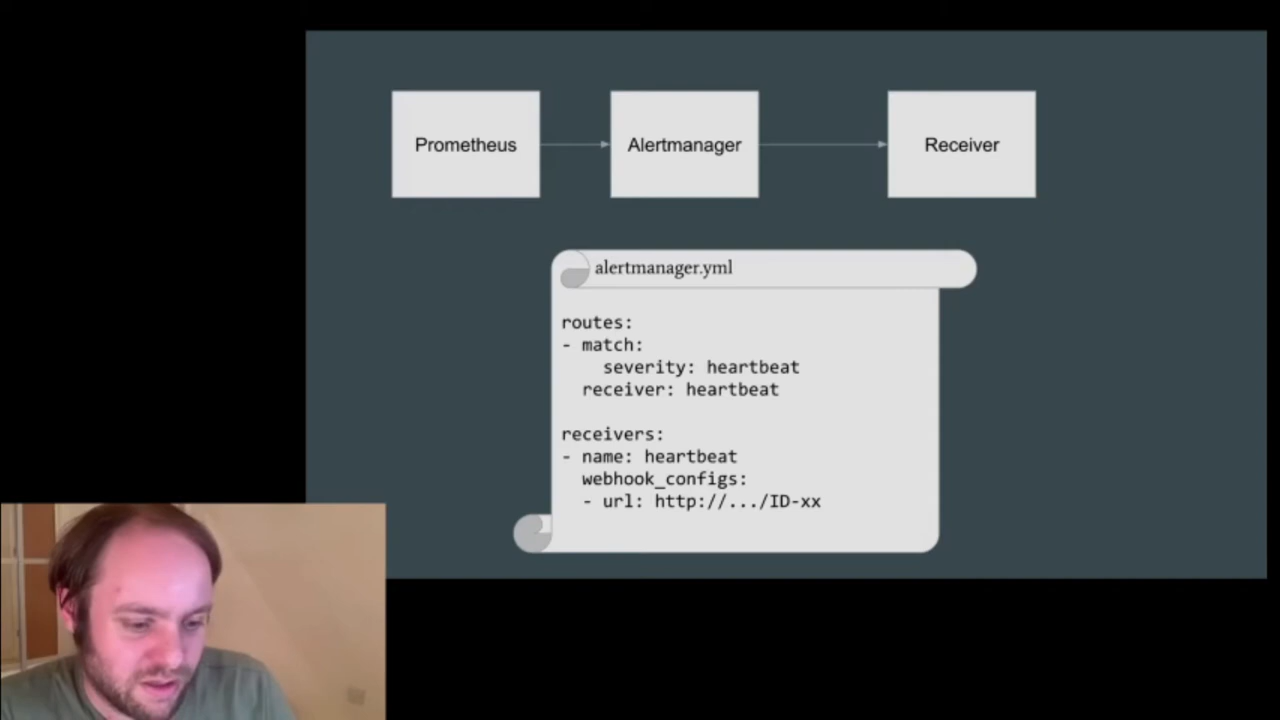 Prometheus
Alertmanager
Receiver
alertmanager.yml
routes:
- match:
    severity: heartbeat
  receiver: heartbeat
receivers:
- name: heartbeat
  webhook_configs:
  - url: http://.../ID-xx